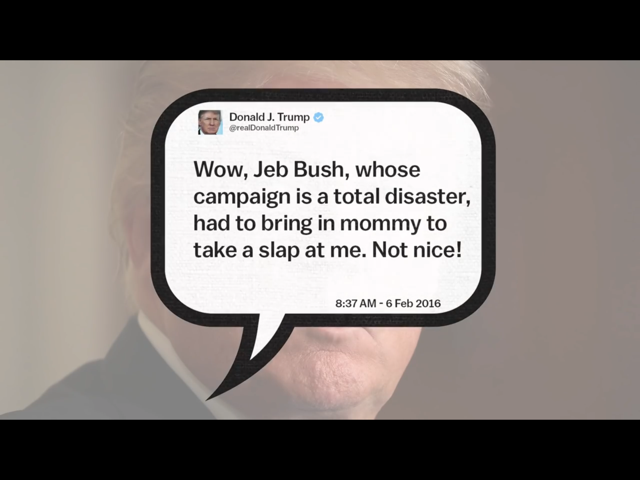 Donald J. Trump
@realDonaldTrump
Wow, Jeb Bush, whose
campaign is a total disaster,
had to bring in mommy to
take a slap at me. Not nice!
8:37 AM - 6 Feb 2016